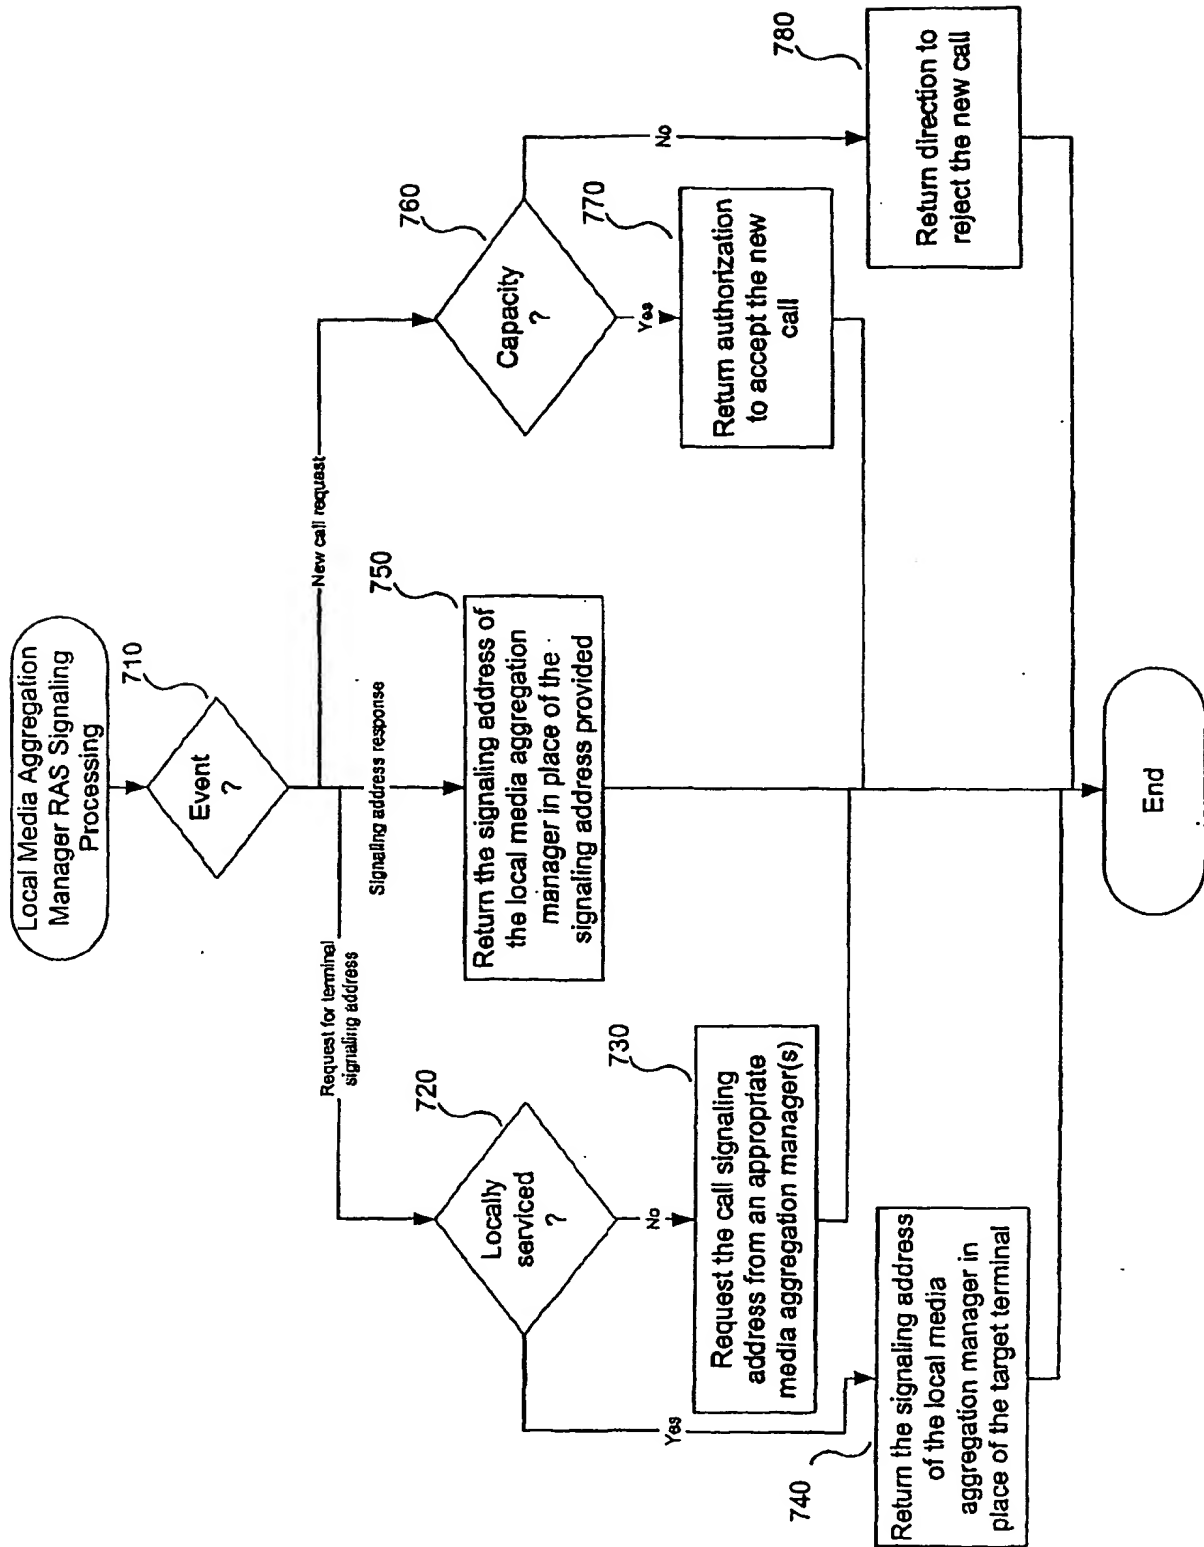 Local Media Aggregation
Manager RAS Signaling
Processing
710
Event
?
Request for terminal
signaling address
Signaling address response
New call request
720
Locally
serviced
?
Yes
No
730
Request the call signaling
address from an appropriate
media aggregation manager(s)
740
Return the signaling address
of the local media
aggregation manager in
place of the target terminal
750
Return the signaling address of
the local media aggregation
manager in place of the
signaling address provided
760
Capacity
?
Yes
No
770
Return authorization
to accept the new
call
780
Return direction to
reject the new call
End